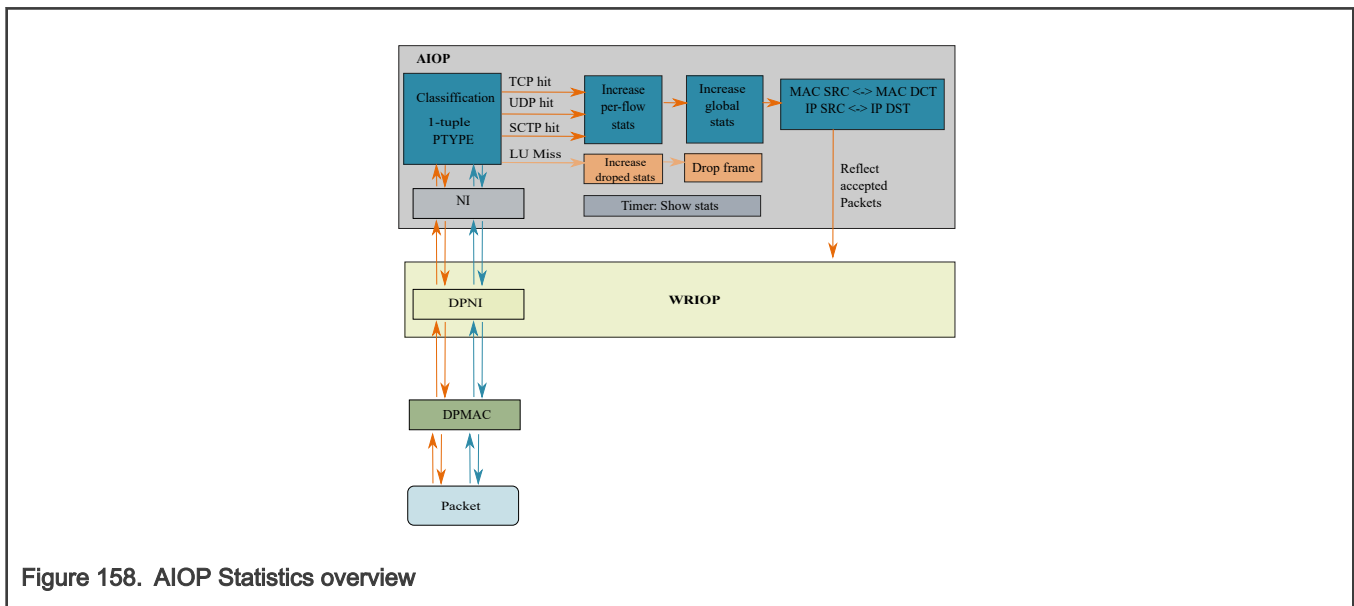 AIOP
Classiffication
1-tuple
PTYPE
TCP hit
UDP hit
SCTP hit
LU Miss
Increase
per-flow
stats
Increase
global
stats
MAC SRC <-> MAC DCT
IP SRC <-> IP DST
Increase
droped stats
Drop frame
Reflect
accepted
Packets
NI
Timer: Show stats
DPNI
WRIOP
DPMAC
Packet
Figure 158. AIOP Statistics overview